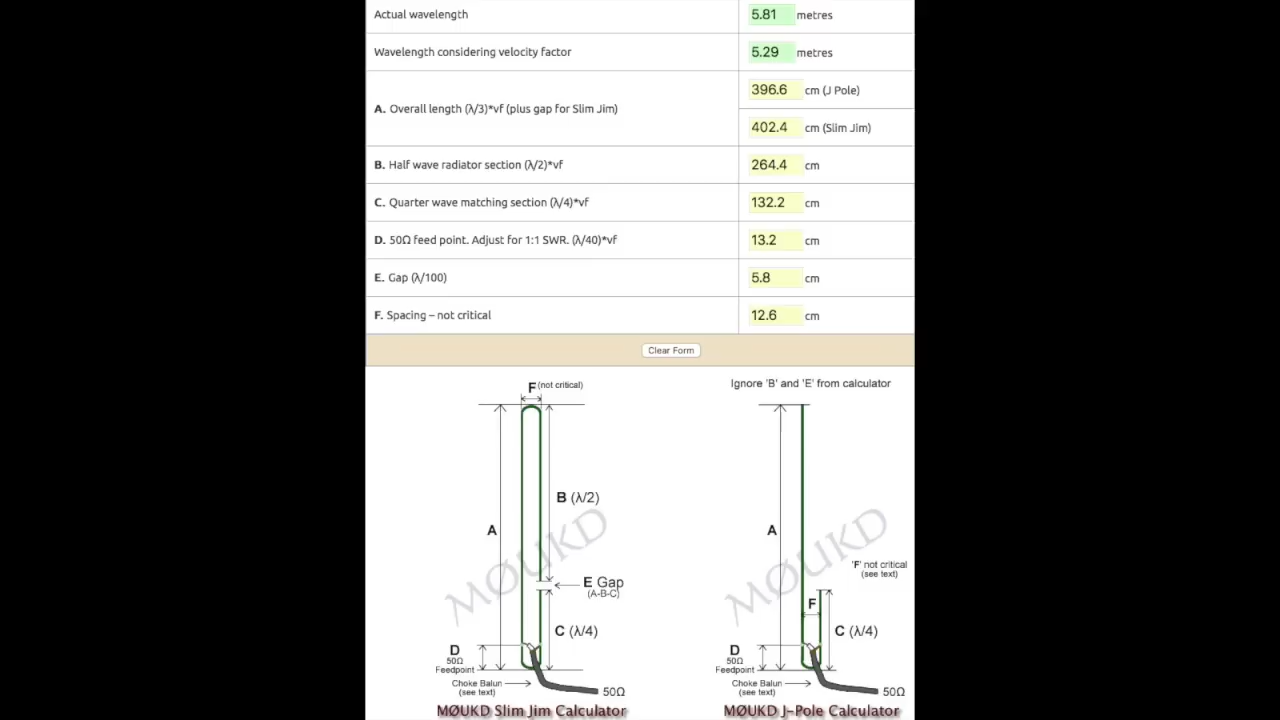 Actual wavelength 5.81 metres
Wavelength considering velocity factor 5.29 metres
A. Overall length (λ/3)*vf (plus gap for Slim Jim) 396.6 cm (J Pole)
402.4 cm (Slim Jim)
B. Half wave radiator section (λ/2)*vf 264.4 cm
C. Quarter wave matching section (λ/4)*vf 132.2 cm
D. 50Ω feed point. Adjust for 1:1 SWR. (λ/40)*vf 13.2 cm
E. Gap (λ/100) 5.8 cm
F. Spacing – not critical 12.6 cm
Clear Form
F (not critical)
A
B (λ/2)
E Gap
(A-B-C)
C (λ/4)
D
50Ω
Feedpoint
Choke Balun
(see text)
50Ω
MØUKD
MØUKD Slim Jim Calculator
Ignore 'B' and 'E' from calculator
A
'F' not critical
(see text)
F
C (λ/4)
D
50Ω
Feedpoint
Choke Balun
(see text)
50Ω
MØUKD
MØUKD J-Pole Calculator